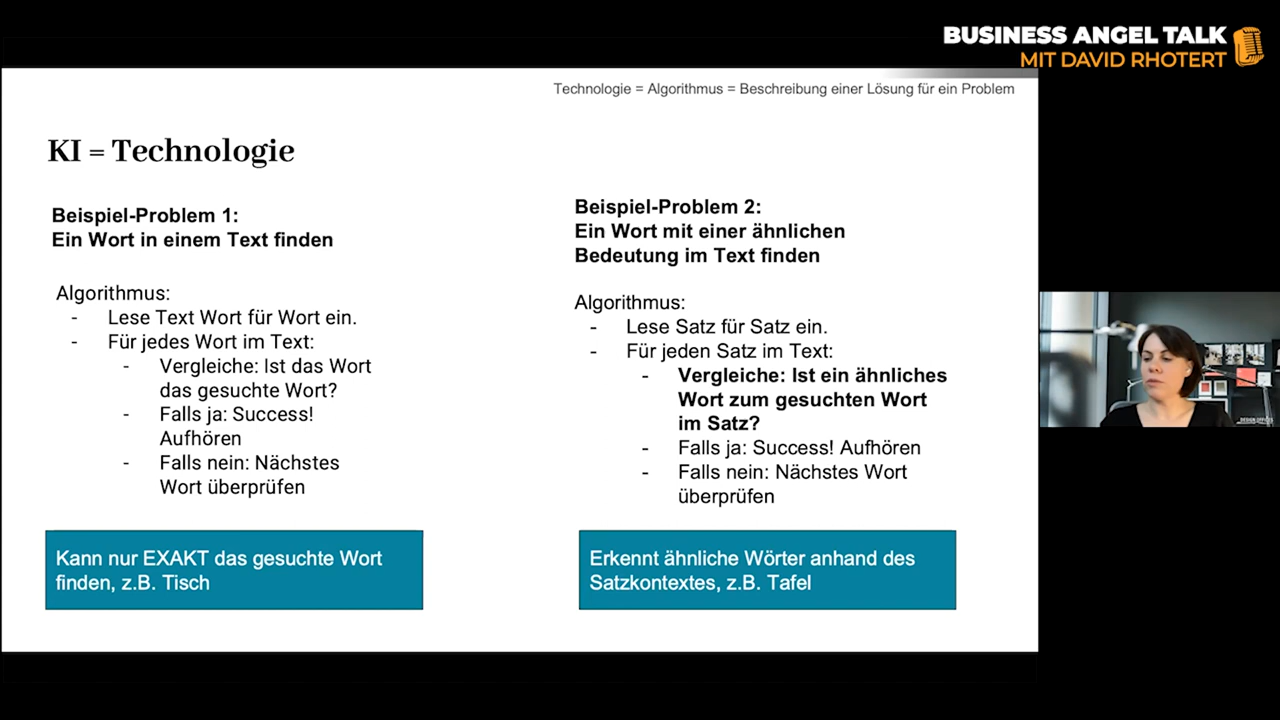 BUSINESS ANGEL TALK
MIT DAVID RHOTERT
Technologie = Algorithmus = Beschreibung einer Lösung für ein Problem
KI = Technologie
Beispiel-Problem 1:
Ein Wort in einem Text finden
Algorithmus:
- Lese Text Wort für Wort ein.
- Für jedes Wort im Text:
- Vergleiche: Ist das Wort
das gesuchte Wort?
- Falls ja: Success!
Aufhören
- Falls nein: Nächstes
Wort überprüfen
Kann nur EXAKT das gesuchte Wort
finden, z.B. Tisch
Beispiel-Problem 2:
Ein Wort mit einer ähnlichen
Bedeutung im Text finden
Algorithmus:
- Lese Satz für Satz ein.
- Für jeden Satz im Text:
- Vergleiche: Ist ein ähnliches
Wort zum gesuchten Wort
im Satz?
- Falls ja: Success! Aufhören
- Falls nein: Nächstes Wort
überprüfen
Erkennt ähnliche Wörter anhand des
Satzkontextes, z.B. Tafel